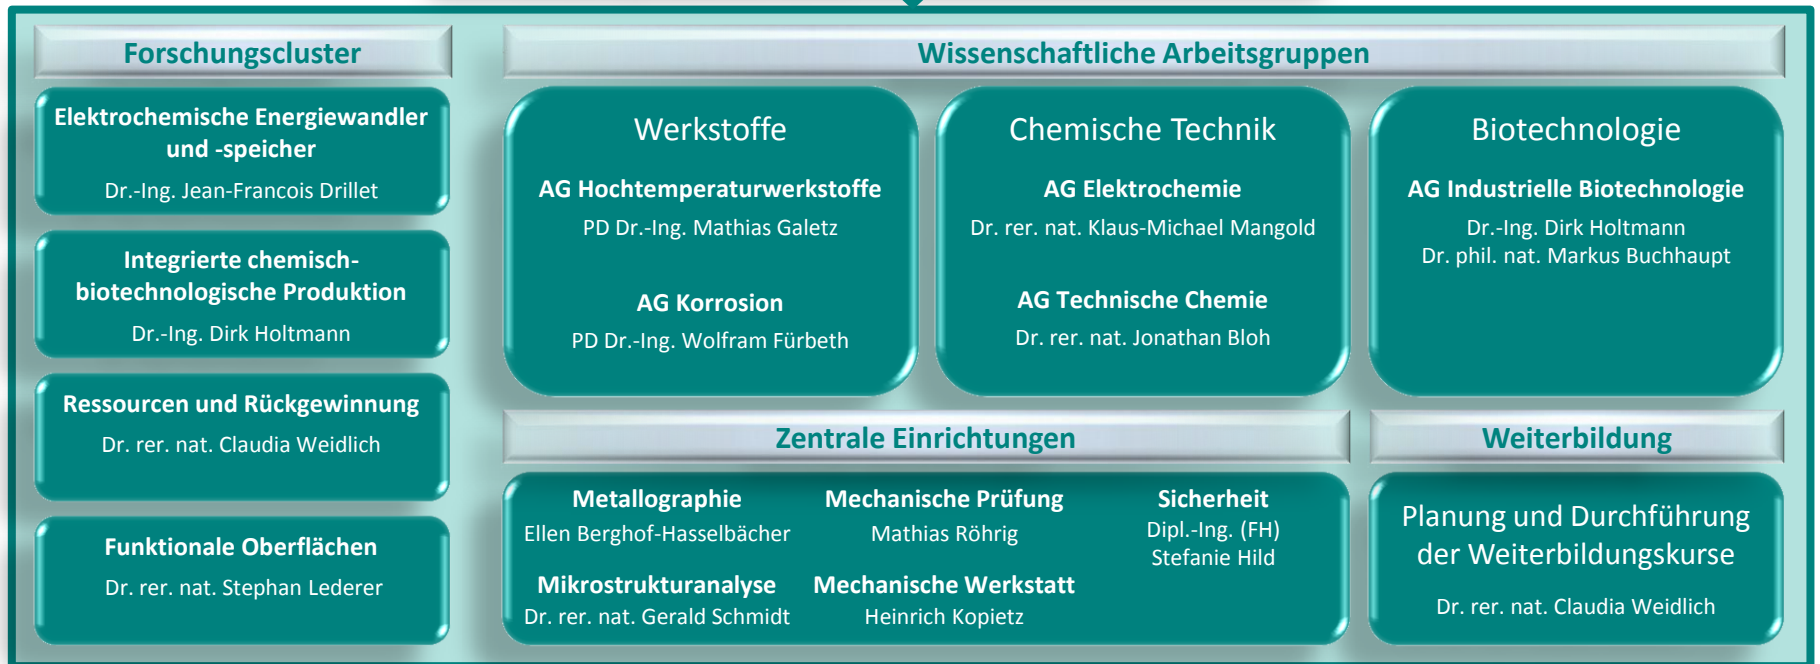 Forschungscluster
Elektrochemische Energiewandler
und -speicher
Dr.-Ing. Jean-Francois Drillet
Integrierte chemisch-
biotechnologische Produktion
Dr.-Ing. Dirk Holtmann
Ressourcen und Rückgewinnung
Dr. rer. nat. Claudia Weidlich
Funktionale Oberflächen
Dr. rer. nat. Stephan Lederer
Wissenschaftliche Arbeitsgruppen
Werkstoffe
AG Hochtemperaturwerkstoffe
PD Dr.-Ing. Mathias Galetz
AG Korrosion
PD Dr.-Ing. Wolfram Fürbeth
Chemische Technik
AG Elektrochemie
Dr. rer. nat. Klaus-Michael Mangold
AG Technische Chemie
Dr. rer. nat. Jonathan Bloh
Biotechnologie
AG Industrielle Biotechnologie
Dr.-Ing. Dirk Holtmann
Dr. phil. nat. Markus Buchhaupt
Zentrale Einrichtungen
Metallographie
Ellen Berghof-Hasselbächer
Mikrostrukturanalyse
Dr. rer. nat. Gerald Schmidt
Mechanische Prüfung
Mathias Röhrig
Mechanische Werkstatt
Heinrich Kopietz
Sicherheit
Dipl.-Ing. (FH)
Stefanie Hild
Weiterbildung
Planung und Durchführung
der Weiterbildungskurse
Dr. rer. nat. Claudia Weidlich